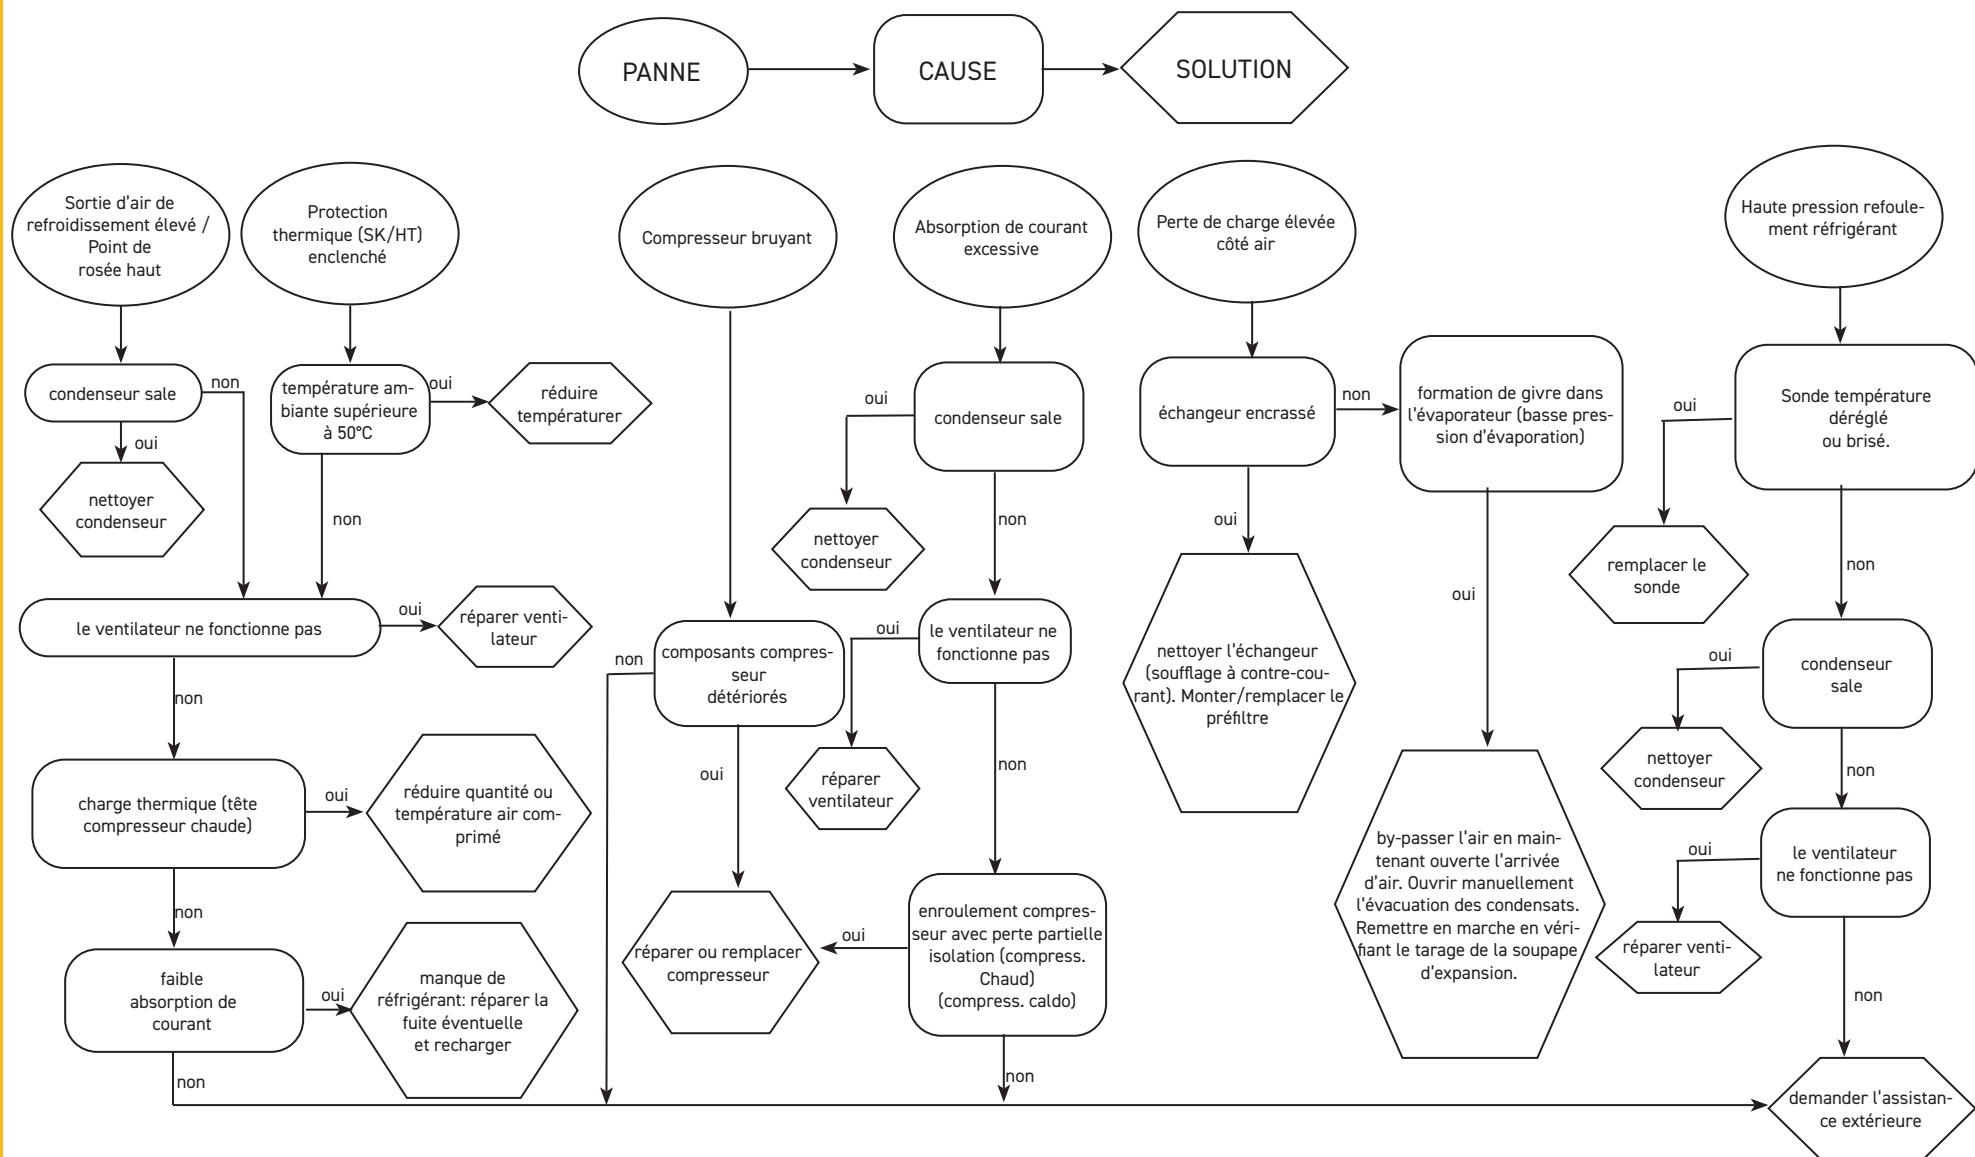 PANNE
CAUSE
SOLUTION
Sortie d'air de
refroidissement élevé /
Point de
rosée haut
Protection
thermique (SK/HT)
enclenché
Compresseur bruyant
Absorption de courant
excessive
Perte de charge élevée
côté air
Haute pression refoule-
ment réfrigérant
condenseur sale
non
oui
nettoyer
condenseur
température am-
biante supérieure
à 50°C
oui
réduire
températurer
non
le ventilateur ne fonctionne pas
oui
réparer venti-
lateur
non
charge thermique (tête
compresseur chaude)
oui
réduire quantité ou
température air com-
primé
non
faible
absorption de
courant
oui
manque de
réfrigérant: réparer la
fuite éventuelle
et recharger
non
non
composants compres-
seur
détériorés
oui
réparer ou remplacer
compresseur
oui
condenseur sale
nettoyer
condenseur
non
oui
le ventilateur ne
fonctionne pas
réparer
ventilateur
non
oui
enroulement compres-
seur avec perte partielle
isolation (compress.
Chaud)
(compress. caldo)
non
échangeur encrassé
non
oui
nettoyer l'échangeur
(soufflage à contre-cou-
rant). Monter/remplacer le
préfiltre
formation de givre dans
l'évaporateur (basse pres-
sion d'évaporation)
oui
by-passer l'air en main-
tenant ouverte l'arrivée
d'air. Ouvrir manuellement
l'évacuation des condensats.
Remettre en marche en véri-
fiant le tarage de la soupape
d'expansion.
oui
Sonde température
déréglé
ou brisé.
remplacer le
sonde
non
oui
condenseur
sale
nettoyer
condenseur
non
oui
le ventilateur
ne fonctionne pas
réparer venti-
lateur
non
demander l'assistan-
ce extérieure